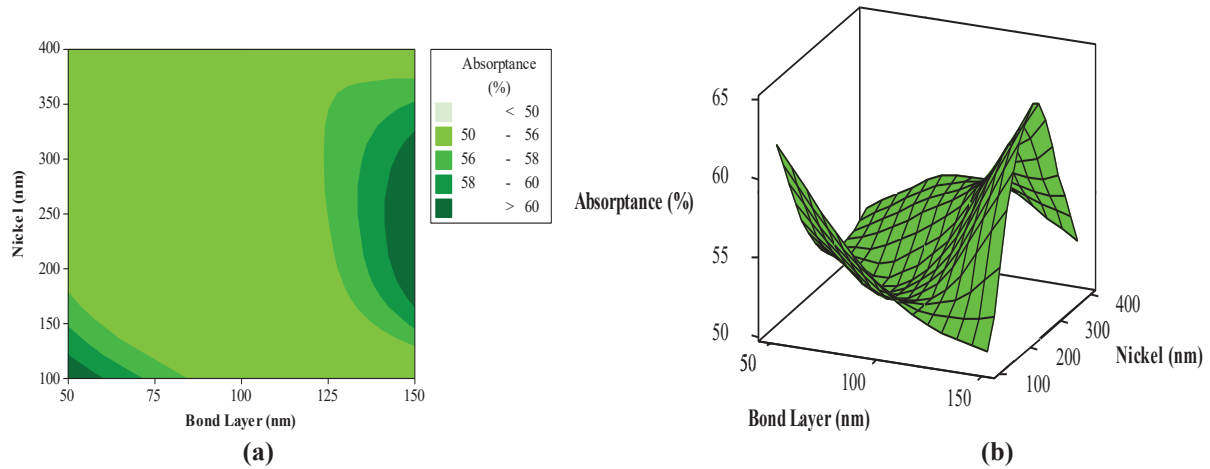 400
350
300
250
200
150
100
Nickel (nm)
50
75
100
125
150
Bond Layer (nm)
Absorptance
(%)
< 50
50 - 56
56 - 58
58 - 60
> 60
(a)
65
60
55
50
Absorptance (%)
50
100
150
Bond Layer (nm)
400
300
200
100
Nickel (nm)
(b)